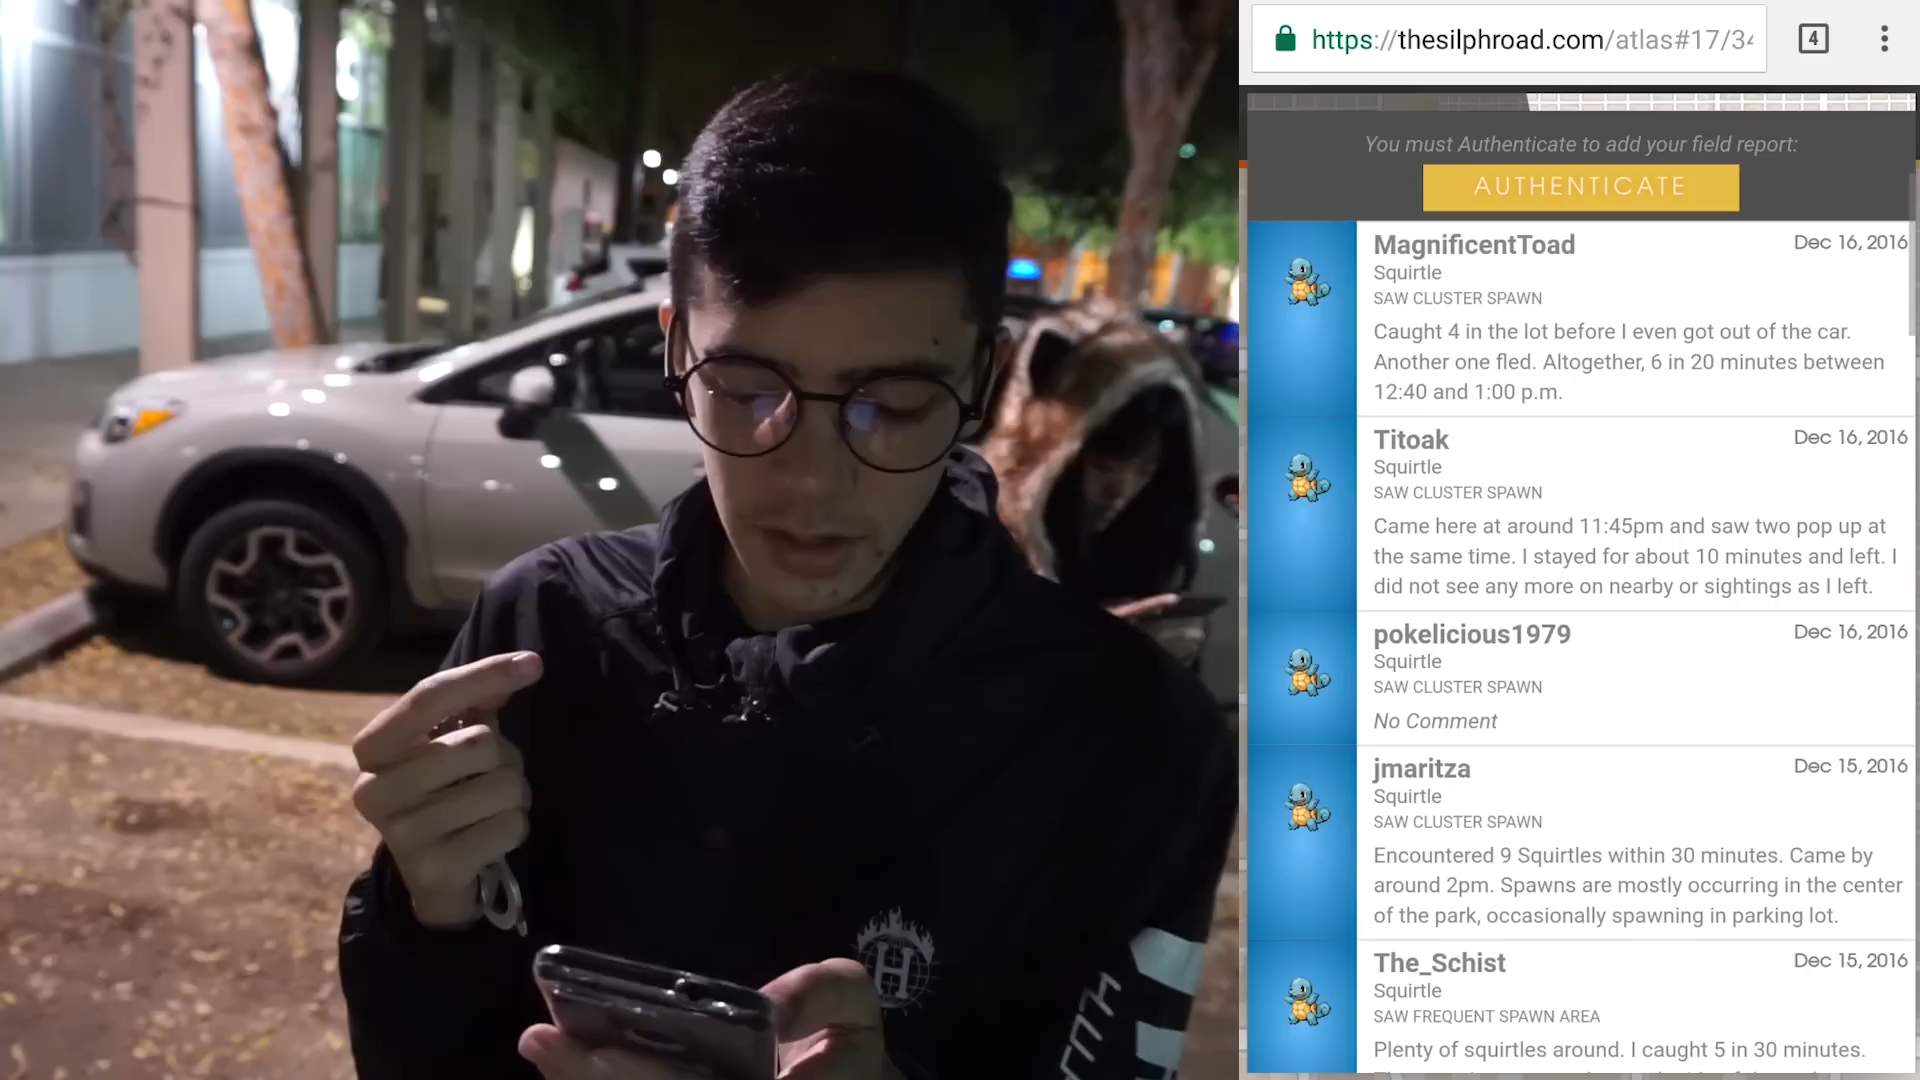 https://thesilphroad.com/atlas#17/34
4
You must Authenticate to add your field report:
AUTHENTICATE
MagnificentToad
Dec 16, 2016
Squirtle
SAW CLUSTER SPAWN
Caught 4 in the lot before I even got out of the car.
Another one fled. Altogether, 6 in 20 minutes between
12:40 and 1:00 p.m.
Titoak
Dec 16, 2016
Squirtle
SAW CLUSTER SPAWN
Came here at around 11:45pm and saw two pop up at
the same time. I stayed for about 10 minutes and left. I
did not see any more on nearby or sightings as I left.
pokelicious1979
Dec 16, 2016
Squirtle
SAW CLUSTER SPAWN
No Comment
jmaritza
Dec 15, 2016
Squirtle
SAW CLUSTER SPAWN
Encountered 9 Squirtles within 30 minutes. Came by
around 2pm. Spawns are mostly occurring in the center
of the park, occasionally spawning in parking lot.
The_Schist
Dec 15, 2016
Squirtle
SAW FREQUENT SPAWN AREA
Plenty of squirtles around. I caught 5 in 30 minutes.
H